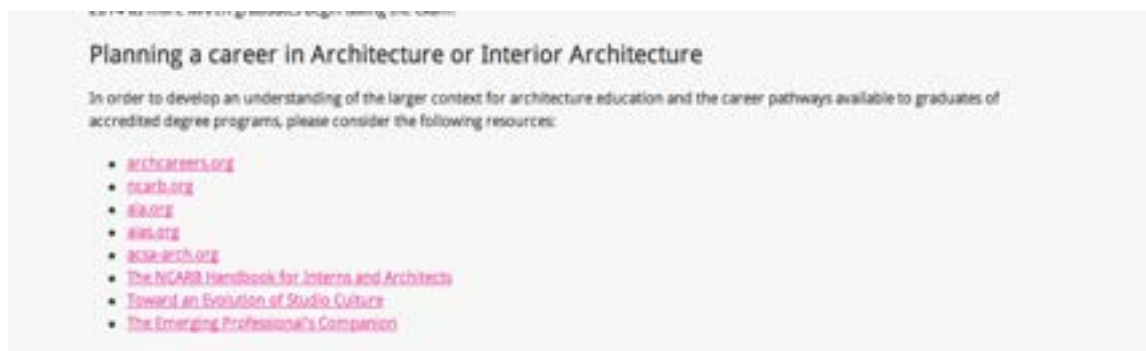 Planning a career in Architecture or Interior Architecture
In order to develop an understanding of the larger context for architecture education and the career pathways available to graduates of
accredited degree programs, please consider the following resources:
archcareers.org
ncarb.org
aia.org
aias.org
acsa-arch.org
The NCARB Handbook for Interns and Architects
Toward an Evolution of Studio Culture
The Emerging Professional's Companion